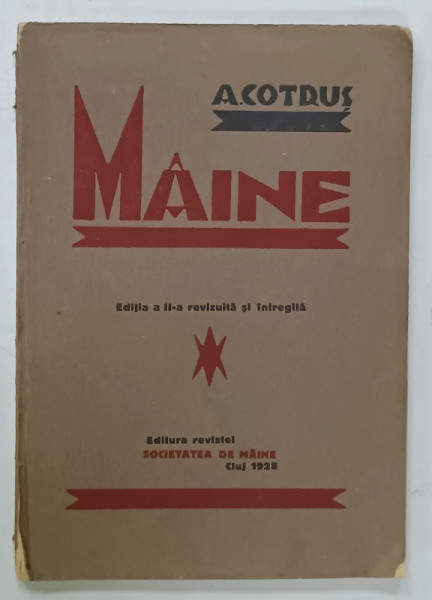 A. COTRUȘ
MÂINE
Ediția a II-a revizuită și întregită
Editura revistei
SOCIETATEA DE MÂINE
Cluj 1928